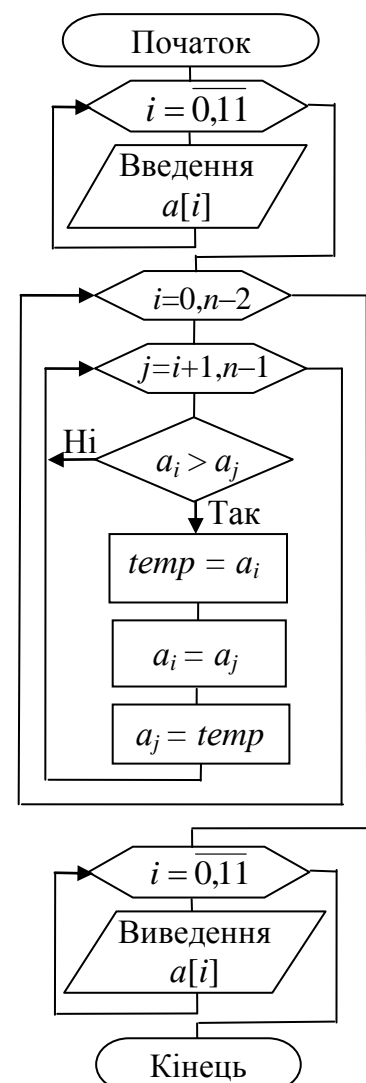 Початок
i = 0,11
Введення
a[i]
i=0,n–2
j=i+1,n-1
Ні
aᵢ > aⱼ
Так
temp = aᵢ
aᵢ = aⱼ
aⱼ = temp
i = 0,11
Виведення
a[i]
Кінець